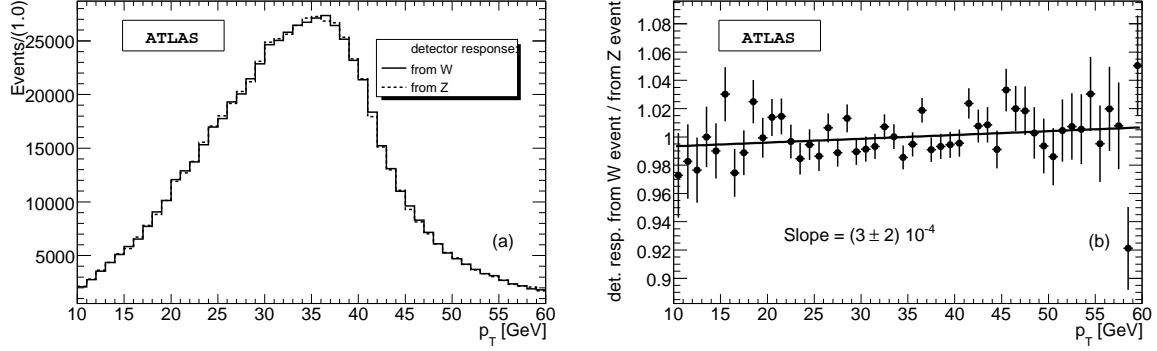 Events/(1.0)
25000
20000
15000
10000
5000
ATLAS
detector response:
from W
from Z
(a)
10 15 20 25 30 35 40 45 50 55 60
p_T [GeV]
det. resp. from W event / from Z event
1.08
1.06
1.04
1.02
1
0.98
0.96
0.94
0.92
0.9
ATLAS
Slope = (3 ± 2) 10^-4
(b)
10 15 20 25 30 35 40 45 50 55 60
p_T [GeV]